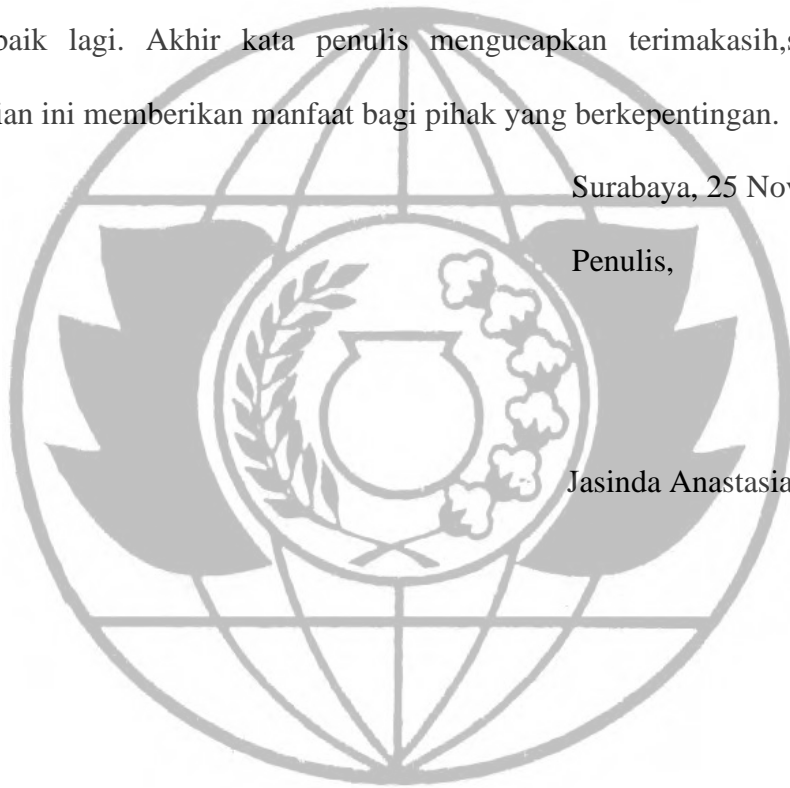 baik lagi. Akhir kata penulis mengucapkan terimakasih,s
ian ini memberikan manfaat bagi pihak yang berkepentingan.
Surabaya, 25 Nov
Penulis,
Jasinda Anastasia